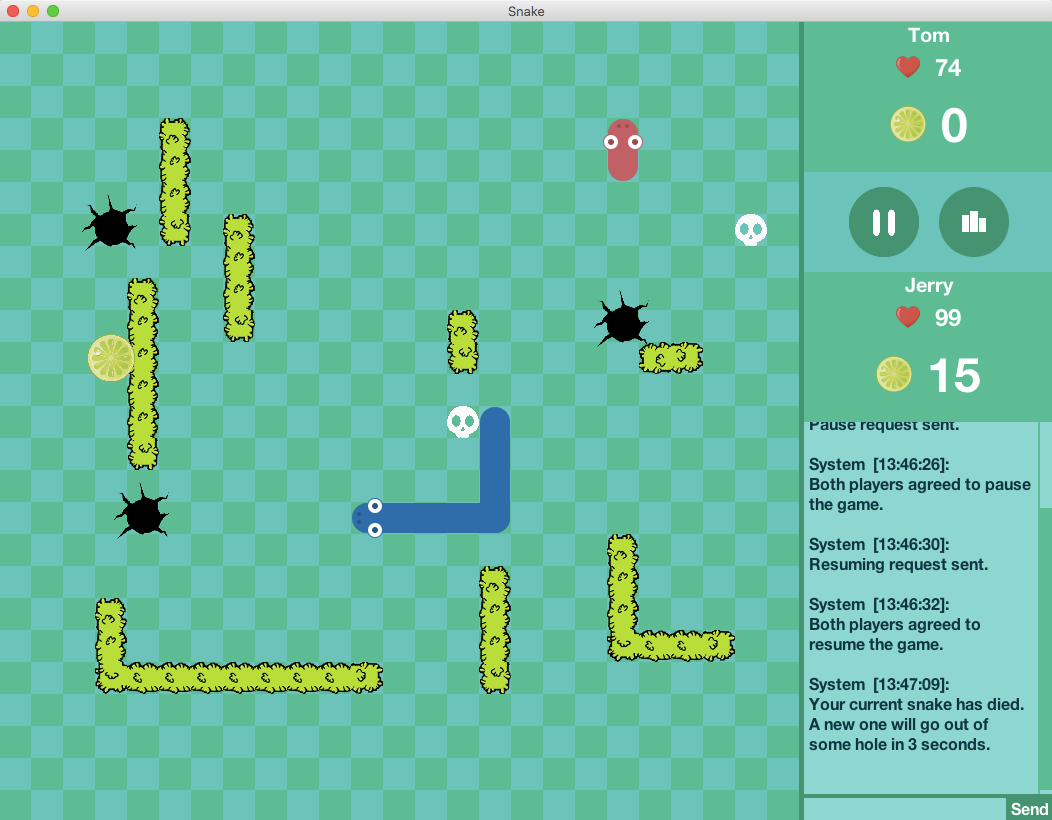 Snake
Tom
74
0
Jerry
99
15
Pause request sent.
System [13:46:26]:
Both players agreed to pause
the game.
System [13:46:30]:
Resuming request sent.
System [13:46:32]:
Both players agreed to
resume the game.
System [13:47:09]:
Your current snake has died.
A new one will go out of
some hole in 3 seconds.
Send